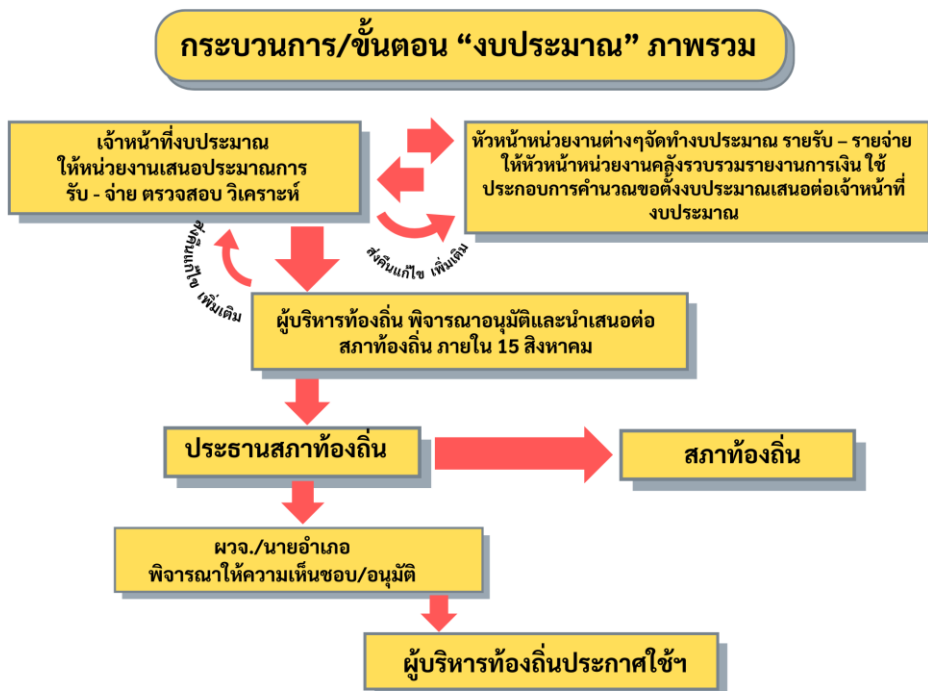 กระบวนการ/ขั้นตอน “งบประมาณ” ภาพรวม
เจ้าหน้าที่งบประมาณ
ให้หน่วยงานเสนอประมาณการ
รับ - จ่าย ตรวจสอบ วิเคราะห์
หัวหน้าหน่วยงานต่างๆจัดทำงบประมาณ รายรับ – รายจ่าย
ให้หัวหน้าหน่วยงานคลังรวบรวมรายงานการเงิน ใช้
ประกอบการคำนวณขอตั้งงบประมาณเสนอต่อเจ้าหน้าที่
งบประมาณ
ส่งคืนแก้ไข เพิ่มเติม
ส่งคืนแก้ไข เพิ่มเติม
ผู้บริหารท้องถิ่น พิจารณาอนุมัติและนำเสนอต่อ
สภาท้องถิ่น ภายใน 15 สิงหาคม
ประธานสภาท้องถิ่น
สภาท้องถิ่น
ผวจ./นายอำเภอ
พิจารณาให้ความเห็นชอบ/อนุมัติ
ผู้บริหารท้องถิ่นประกาศใช้ฯ